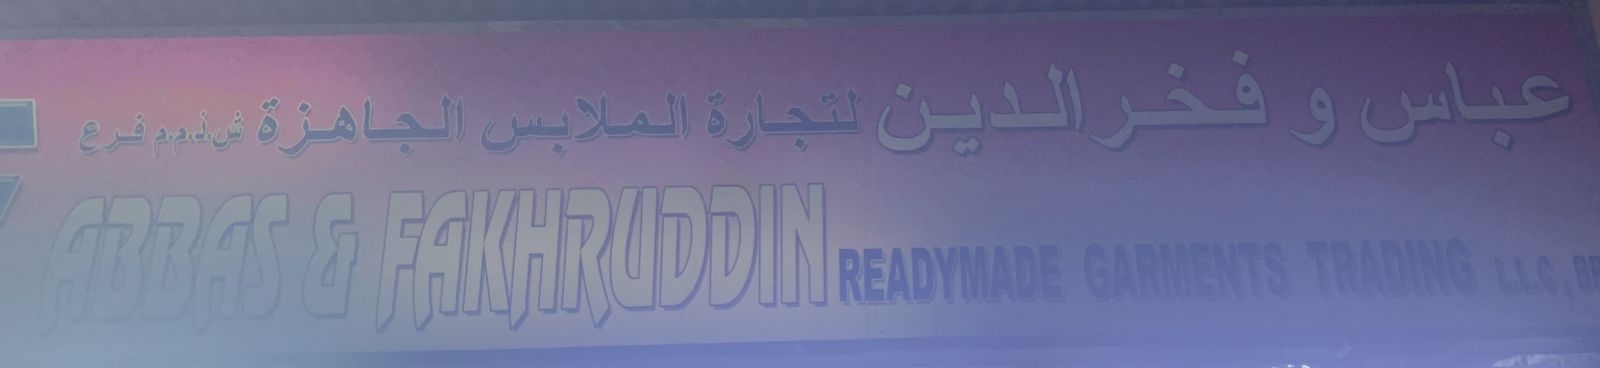 عباس و فخرالدين لتجارة الملابس الجاهزة ش.ذ.م.م فرع
ABBAS & FAKHRUDDIN READYMADE GARMENTS TRADING L.L.C,